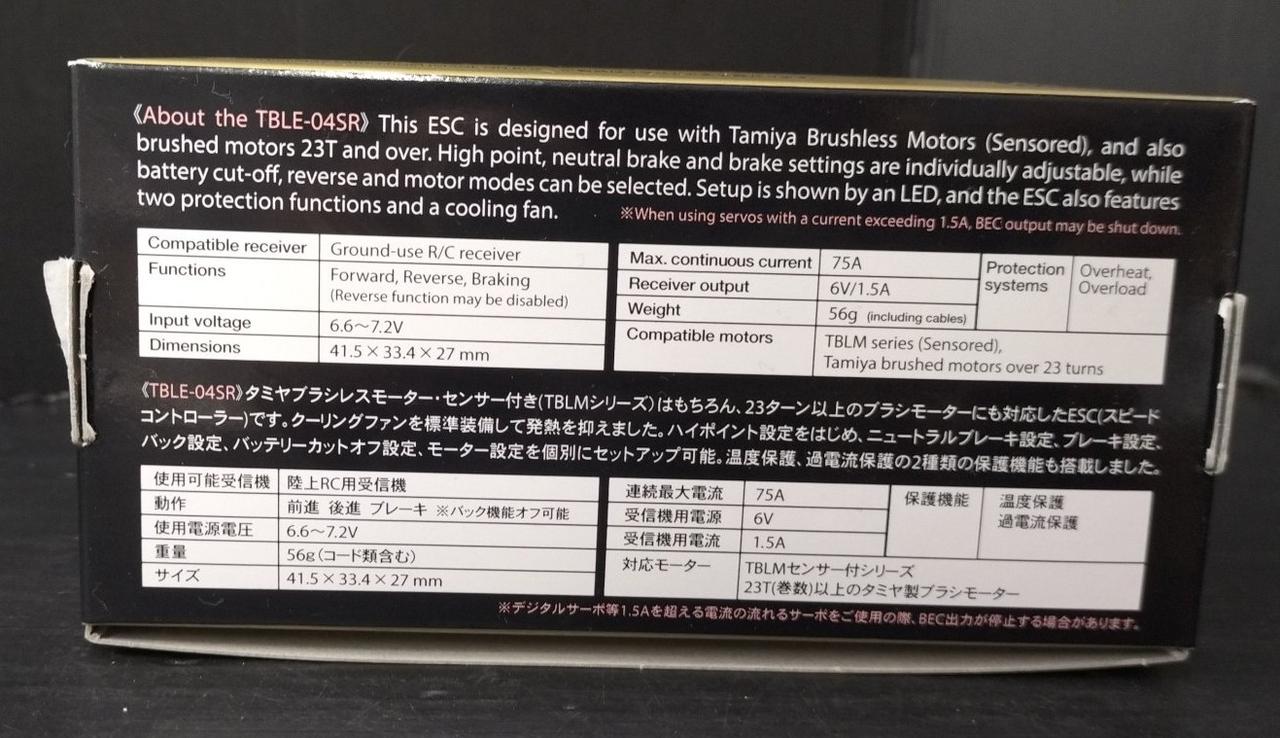 《About the TBLE-04SR》 This ESC is designed for use with Tamiya Brushless Motors (Sensored), and also
brushed motors 23T and over. High point, neutral brake and brake settings are individually adjustable, while
battery cut-off, reverse and motor modes can be selected. Setup is shown by an LED, and the ESC also features
two protection functions and a cooling fan.
※When using servos with a current exceeding 1.5A, BEC output may be shut down.
Compatible receiver Ground-use R/C receiver
Functions Forward, Reverse, Braking
(Reverse function may be disabled)
Input voltage 6.6〜7.2V
Dimensions 41.5×33.4×27 mm
Max. continuous current 75A
Receiver output 6V/1.5A
Weight 56g (including cables)
Compatible motors TBLM series (Sensored),
Tamiya brushed motors over 23 turns
Protection Overheat,
systems Overload
《TBLE-04SR》タミヤブラシレスモーター・センサー付き(TBLMシリーズ)はもちろん、23ターン以上のブラシモーターにも対応したESC(スピード
コントローラー)です。クーリングファンを標準装備して発熱を抑えました。ハイポイント設定をはじめ、ニュートラルブレーキ設定、ブレーキ設定、
バック設定、バッテリーカットオフ設定、モーター設定を個別にセットアップ可能。温度保護、過電流保護の2種類の保護機能も搭載しました。
使用可能受信機 陸上RC用受信機
動作 前進 後進 ブレーキ ※バック機能オフ可能
使用電源電圧 6.6〜7.2V
重量 56g(コード類含む)
サイズ 41.5×33.4×27 mm
連続最大電流 75A
受信機用電源 6V
受信機用電流 1.5A
対応モーター TBLMセンサー付シリーズ
23T(巻数)以上のタミヤ製ブラシモーター
保護機能 温度保護
過電流保護
※デジタルサーボ等1.5Aを超える電流の流れるサーボをご使用の際、BEC出力が停止する場合があります。